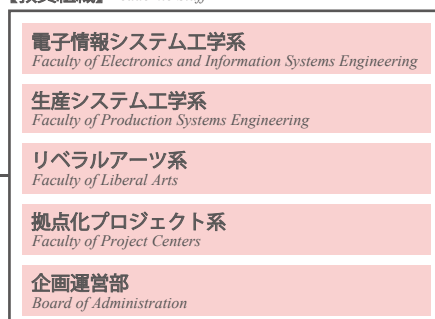 電子情報システム工学系
Faculty of Electronics and Information Systems Engineering
生産システム工学系
Faculty of Production Systems Engineering
リベラルアーツ系
Faculty of Liberal Arts
拠点化プロジェクト系
Faculty of Project Centers
企画運営部
Board of Administration